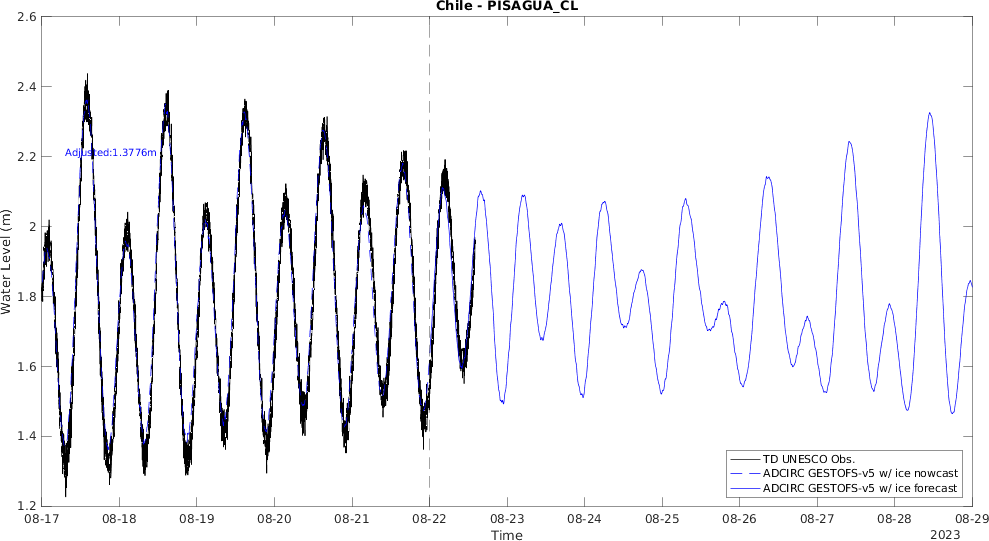 Chile - PISAGUA_CL
2.6
2.4
2.2
2
1.8
1.6
1.4
1.2
Water Level (m)
Adjusted:1.3776m
TD UNESCO Obs.
ADCIRC GESTOFS-v5 w/ ice nowcast
ADCIRC GESTOFS-v5 w/ ice forecast
08-17 08-18 08-19 08-20 08-21 08-22 08-23 08-24 08-25 08-26 08-27 08-28 08-29
Time
2023